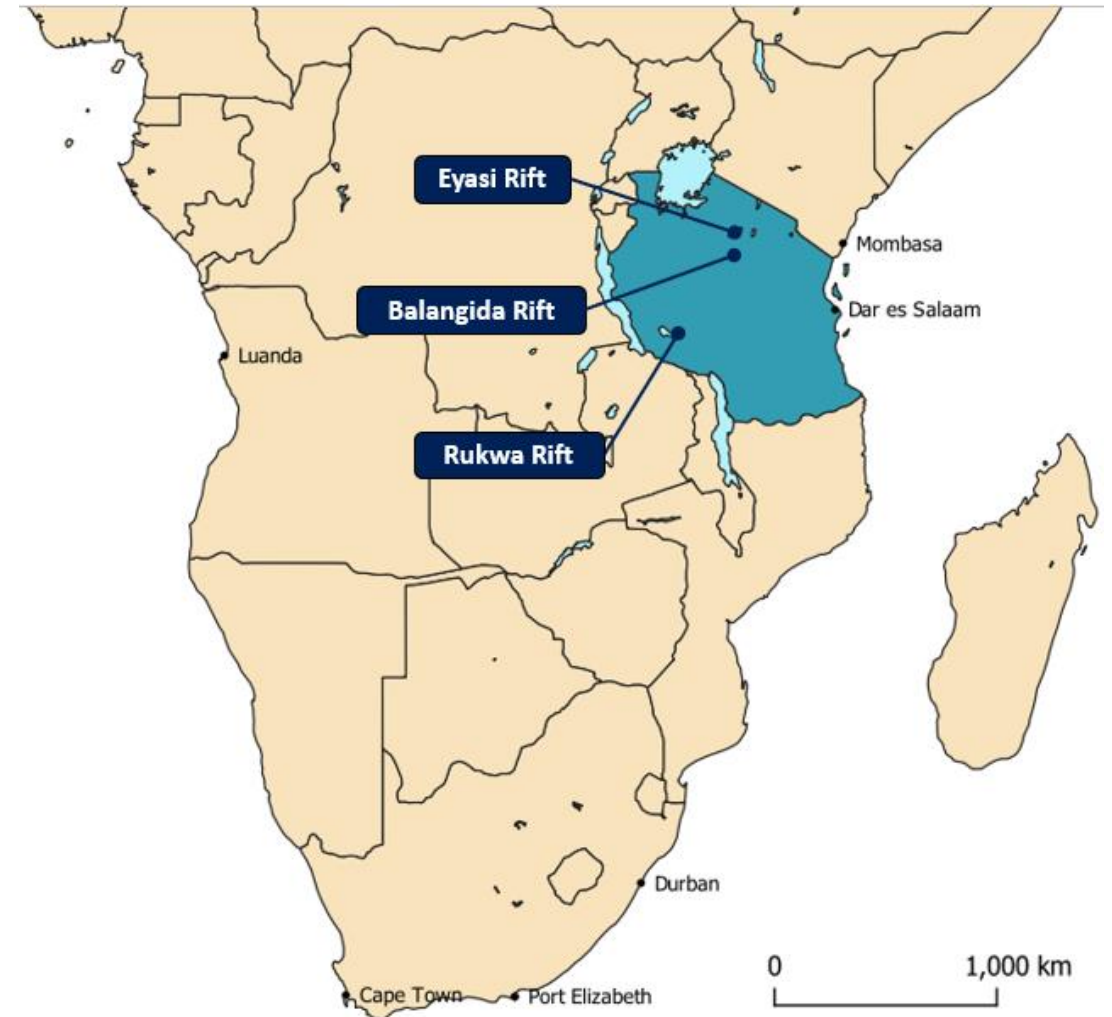 Eyasi Rift
Mombasa
Balangida Rift
Dar es Salaam
Luanda
Rukwa Rift
Durban
0 1,000 km
Cape Town
Port Elizabeth